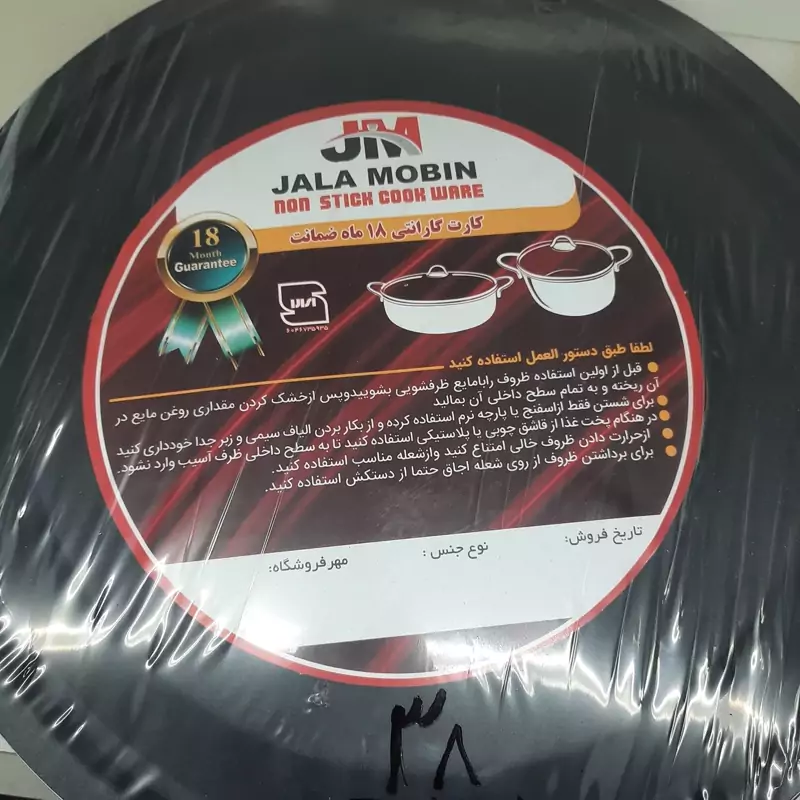 JM
JALA MOBIN
NON STICK COOK WARE
کارت گارانتی ۱۸ ماه ضمانت
18
Month
Guarantee
۶۰۴۶۷۳۵۹۳۵
لطفا طبق دستور العمل استفاده کنید
قبل از اولین استفاده ظروف رابامایع ظرفشویی بشوییدوپس ازخشک کردن مقداری روغن مایع در
آن ریخته و به تمام سطح داخلی آن بمالید
برای شستن فقط ازاسفنج یا پارچه نرم استفاده کرده و از بکار بردن الیاف سیمی و زبر جدا خودداری کنید
در هنگام پخت غذا از قاشق چوبی یا پلاستیکی استفاده کنید تا به سطح داخلی ظرف آسیب وارد نشود.
ازحرارت دادن ظروف خالی امتناع کنید وازشعله مناسب استفاده کنید.
برای برداشتن ظروف از روی شعله اجاق حتما از دستکش استفاده کنید.
تاریخ فروش: نوع جنس : مهرفروشگاه:
۳۸